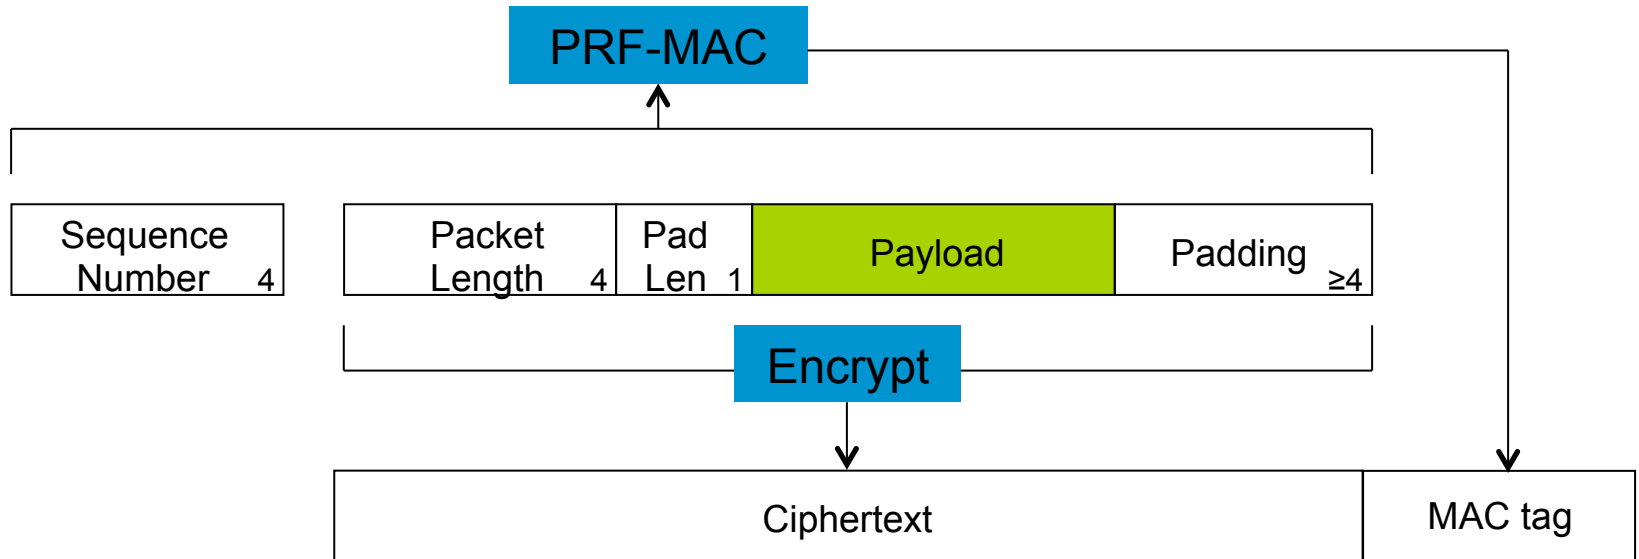 PRF-MAC
Sequence
Number 4
Packet
Length 4
Pad
Len 1
Payload
Padding
≥4
Encrypt
Ciphertext
MAC tag